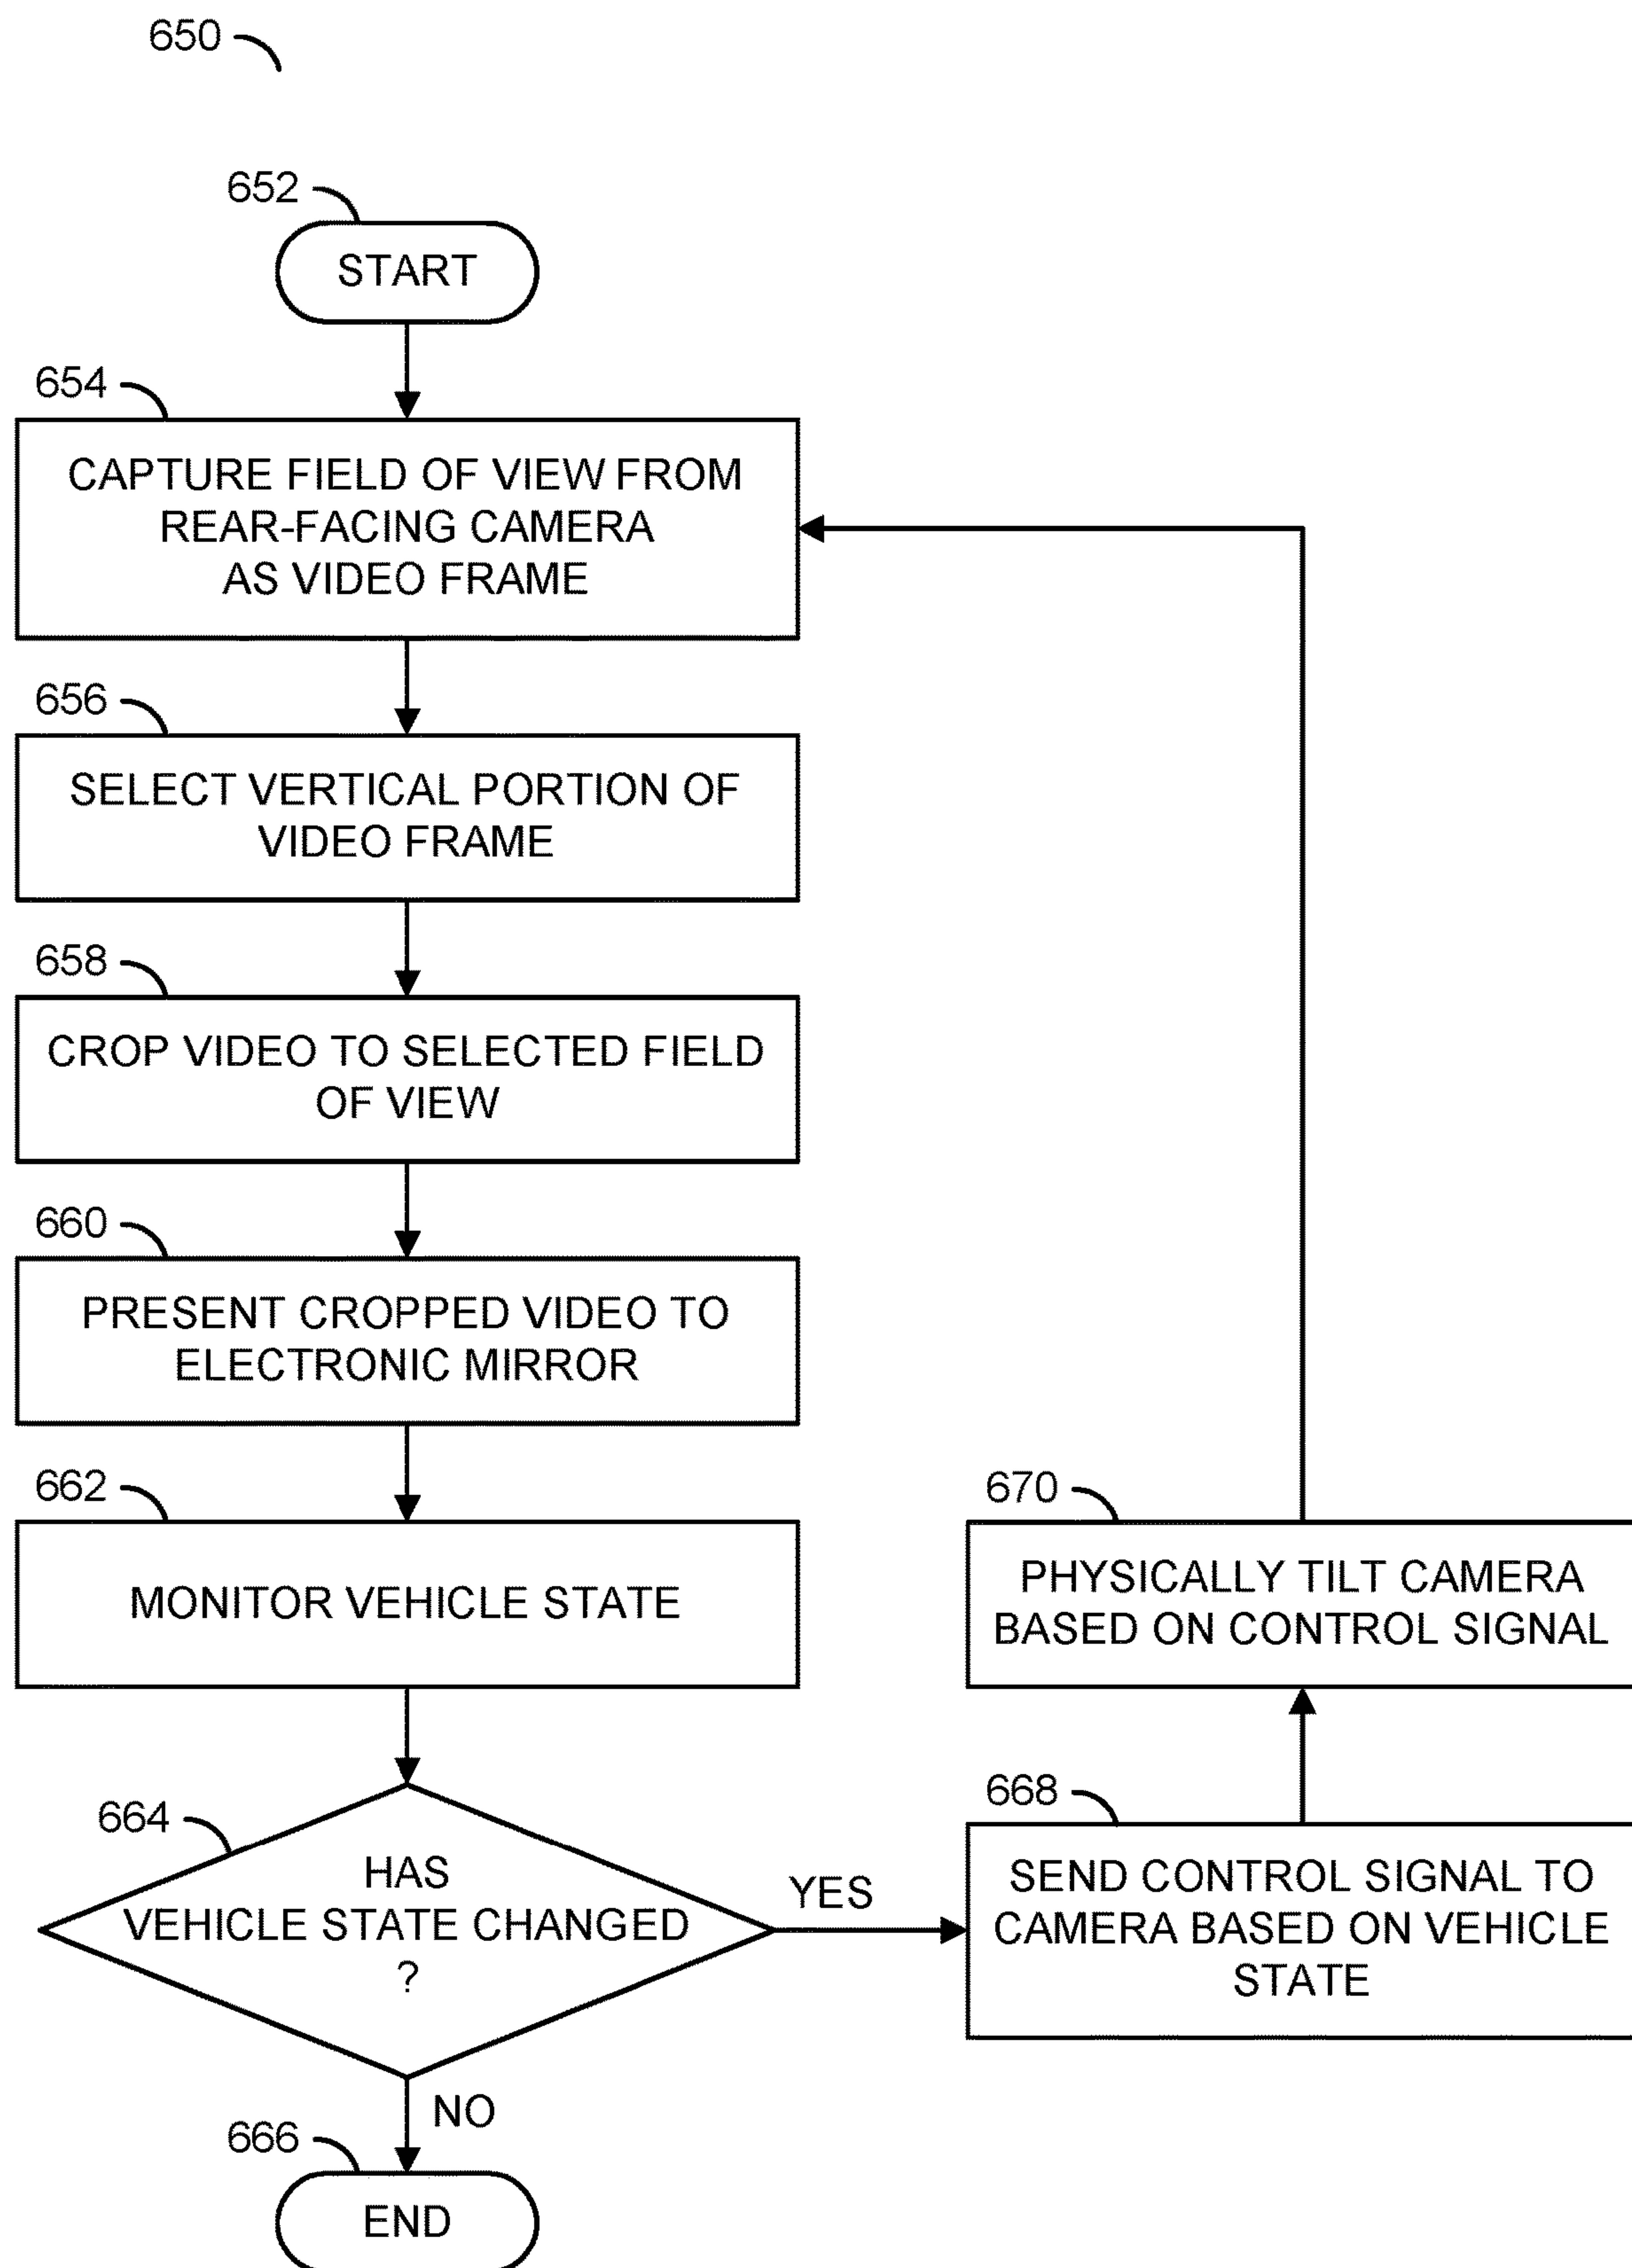 650
652
START
654
CAPTURE FIELD OF VIEW FROM
REAR-FACING CAMERA
AS VIDEO FRAME
656
SELECT VERTICAL PORTION OF
VIDEO FRAME
658
CROP VIDEO TO SELECTED FIELD
OF VIEW
660
PRESENT CROPPED VIDEO TO
ELECTRONIC MIRROR
662
MONITOR VEHICLE STATE
664
HAS
VEHICLE STATE CHANGED
?
YES
NO
666
END
668
SEND CONTROL SIGNAL TO
CAMERA BASED ON VEHICLE
STATE
670
PHYSICALLY TILT CAMERA
BASED ON CONTROL SIGNAL